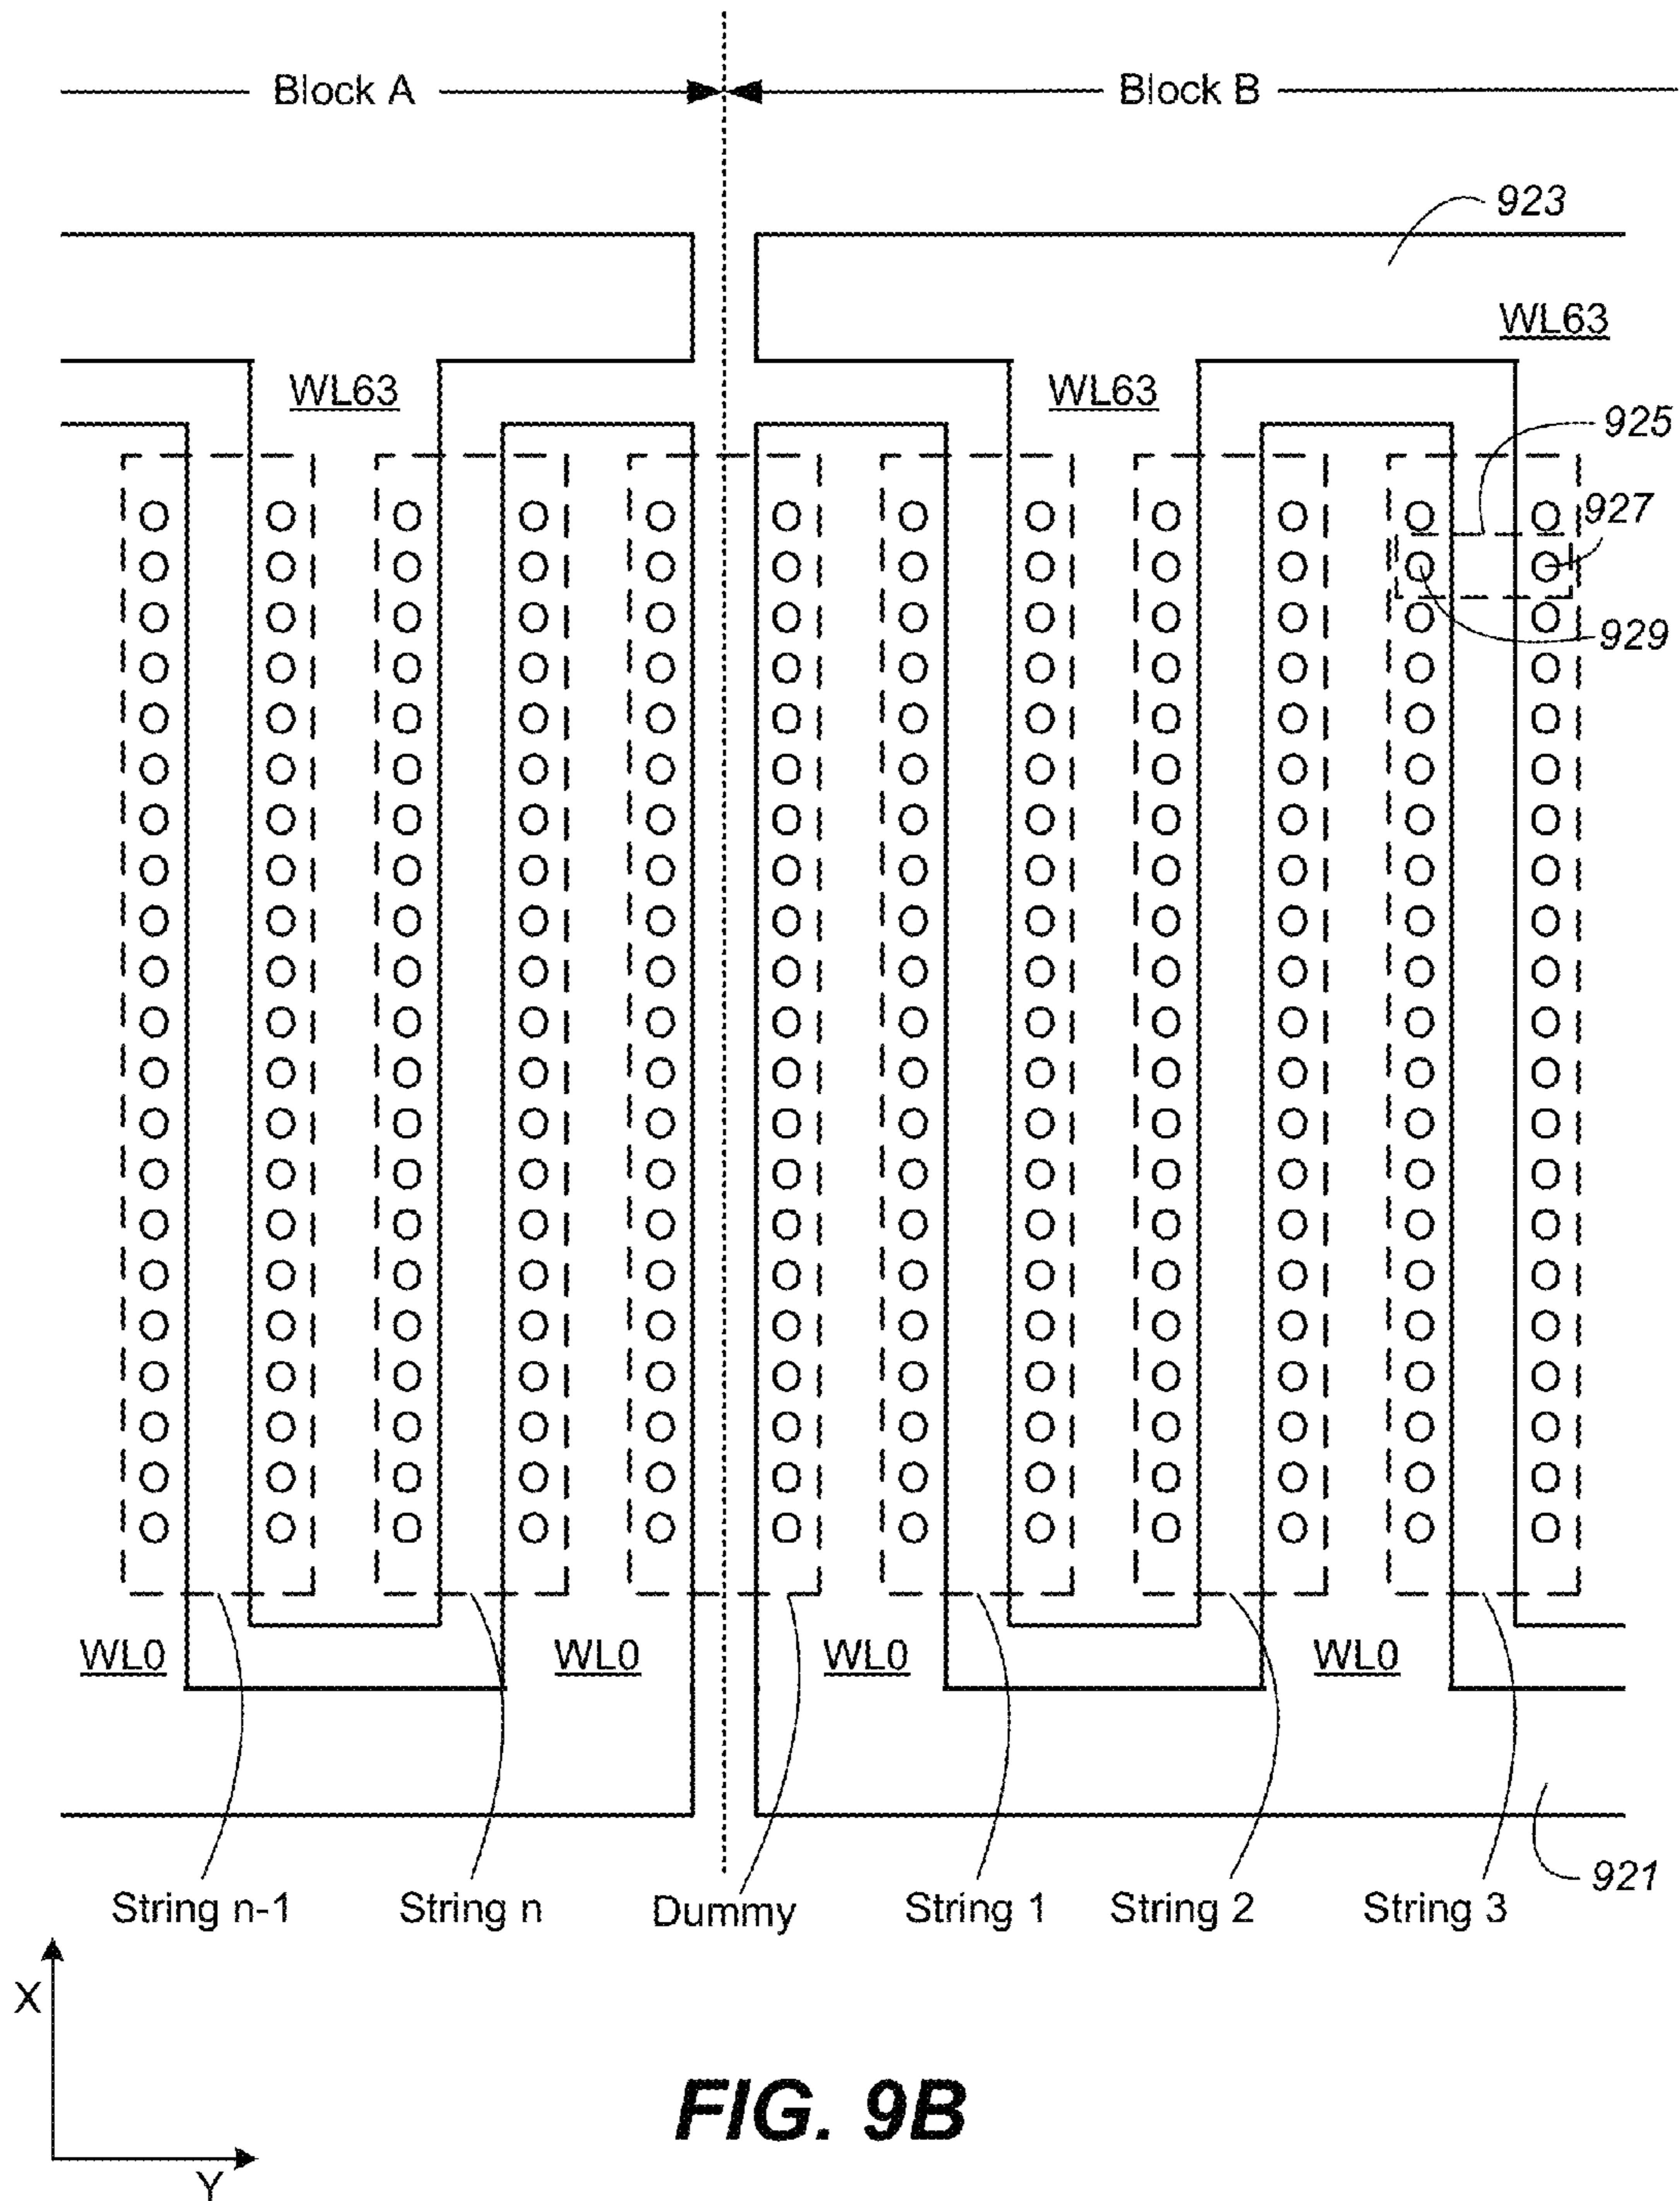 Block A
Block B
923
WL63
WL63
WL63
925
927
929
WL0
WL0
WL0
WL0
921
String n-1
String n
Dummy
String 1
String 2
String 3
X
Y
FIG. 9B